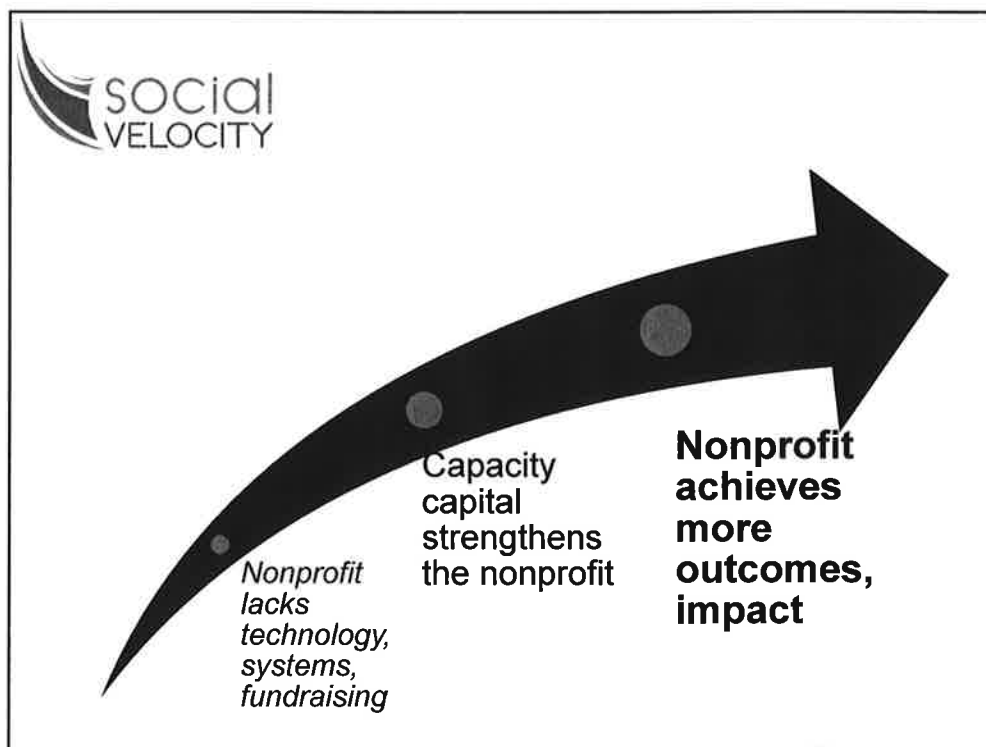 social
VELOCITY
Nonprofit
lacks
technology,
systems,
fundraising
Capacity
capital
strengthens
the nonprofit
Nonprofit
achieves
more
outcomes,
impact